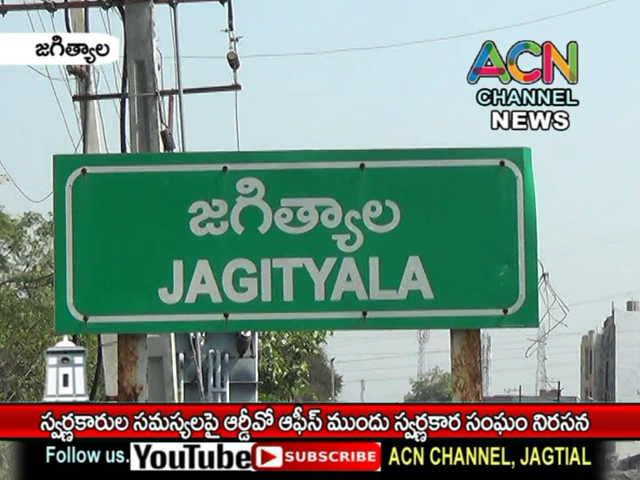 జగిత్యాల
ACN
CHANNEL
NEWS
జగిత్యాల
JAGITYALA
స్వర్ణకారుల సమస్యలపై ఆర్డీవో ఆఫీస్ ముందు స్వర్ణకార సంఘం నిరసన
Follow us. YouTube SUBSCRIBE ACN CHANNEL, JAGTIAL